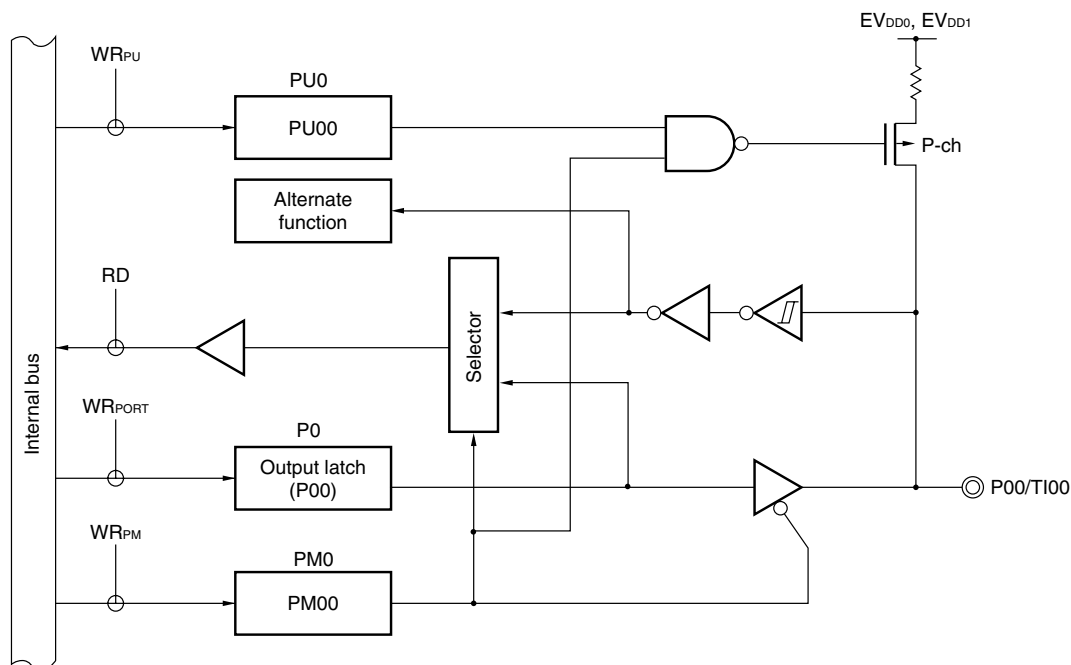 EVDD0, EVDD1
WRPU
PU0
PU00
P-ch
Alternate
function
RD
Selector
Internal bus
WRPORT
P0
Output latch
(P00)
P00/TI00
WRPM
PM0
PM00